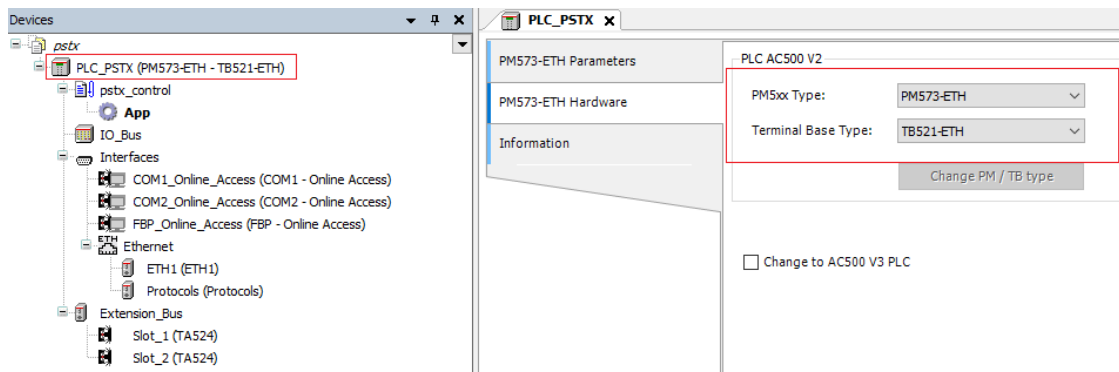 Devices
pstx
PLC_PSTX (PM573-ETH - TB521-ETH)
pstx_control
App
IO_Bus
Interfaces
COM1_Online_Access (COM1 - Online Access)
COM2_Online_Access (COM2 - Online Access)
FBP_Online_Access (FBP - Online Access)
ETH
Ethernet
ETH1 (ETH1)
Protocols (Protocols)
Extension_Bus
Slot_1 (TA524)
Slot_2 (TA524)
PLC_PSTX
PM573-ETH Parameters
PM573-ETH Hardware
Information
PLC AC500 V2
PM5xx Type: PM573-ETH
Terminal Base Type: TB521-ETH
Change PM / TB type
Change to AC500 V3 PLC